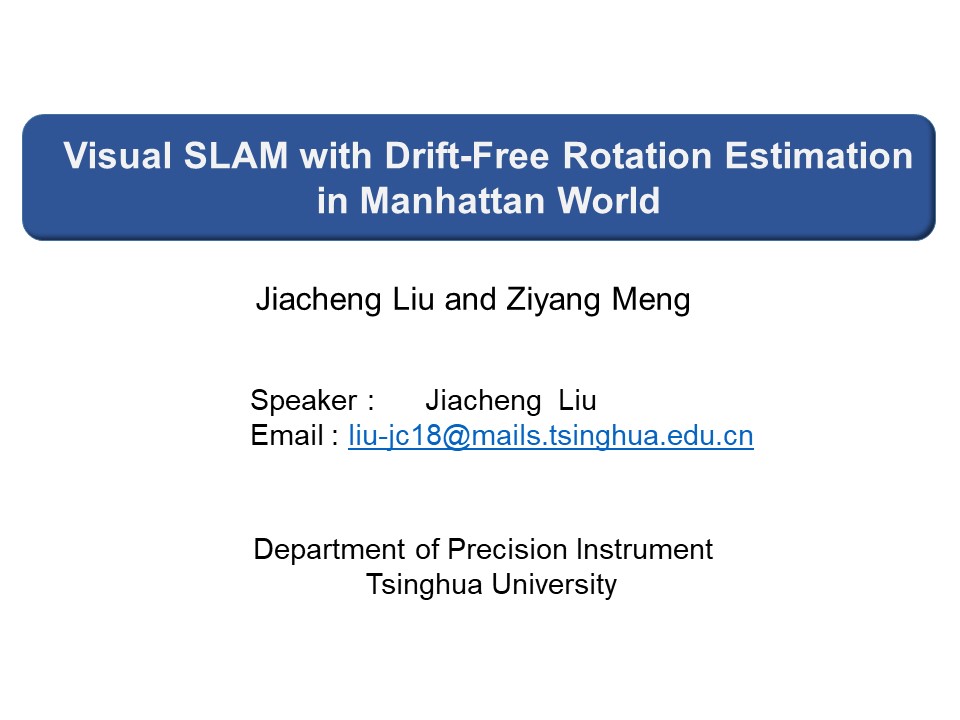 Visual SLAM with Drift-Free Rotation Estimation
in Manhattan World
Jiacheng Liu and Ziyang Meng
Speaker : Jiacheng Liu
Email : liu-jc18@mails.tsinghua.edu.cn
Department of Precision Instrument
Tsinghua University